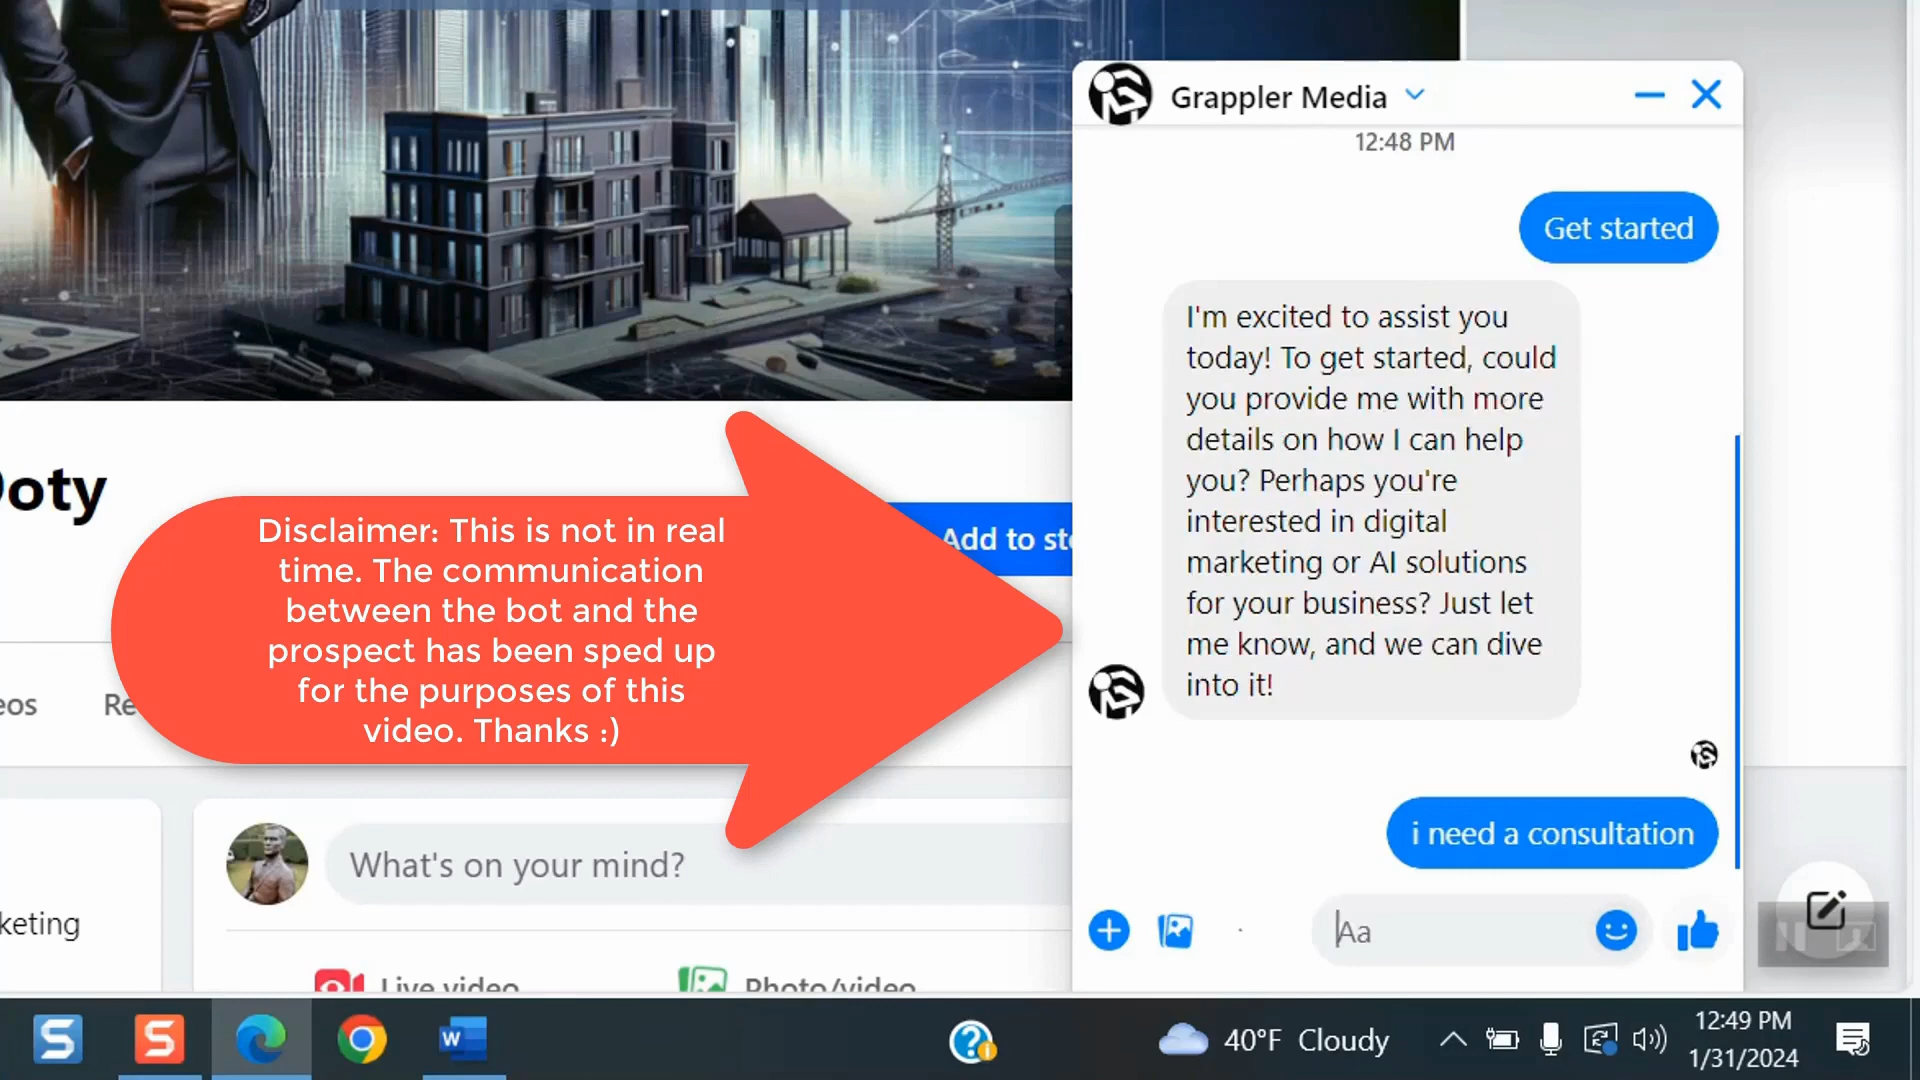 Grappler Media
12:48 PM
Get started
I'm excited to assist you
today! To get started, could
you provide me with more
details on how I can help
you? Perhaps you're
interested in digital
marketing or AI solutions
for your business? Just let
me know, and we can dive
into it!
i need a consultation
Aa
oty
Add to st
Disclaimer: This is not in real
time. The communication
between the bot and the
prospect has been sped up
for the purposes of this
video. Thanks :)
eos
Re
What's on your mind?
keting
Live video
Photo/video
40°F Cloudy
12:49 PM
1/31/2024